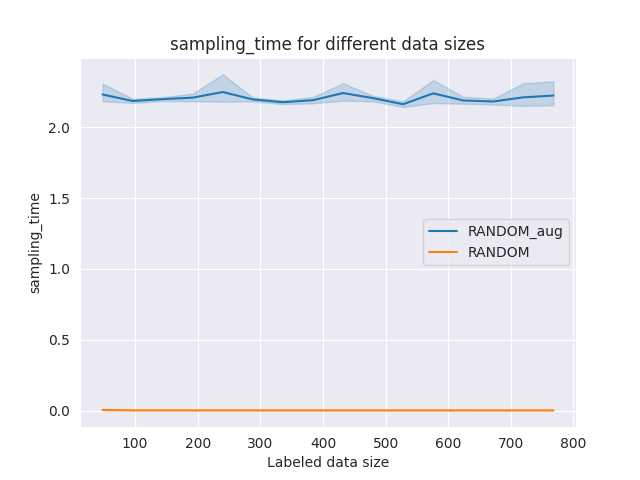 sampling_time for different data sizes
sampling_time
2.0
1.5
1.0
0.5
0.0
RANDOM_aug
RANDOM
100 200 300 400 500 600 700 800
Labeled data size